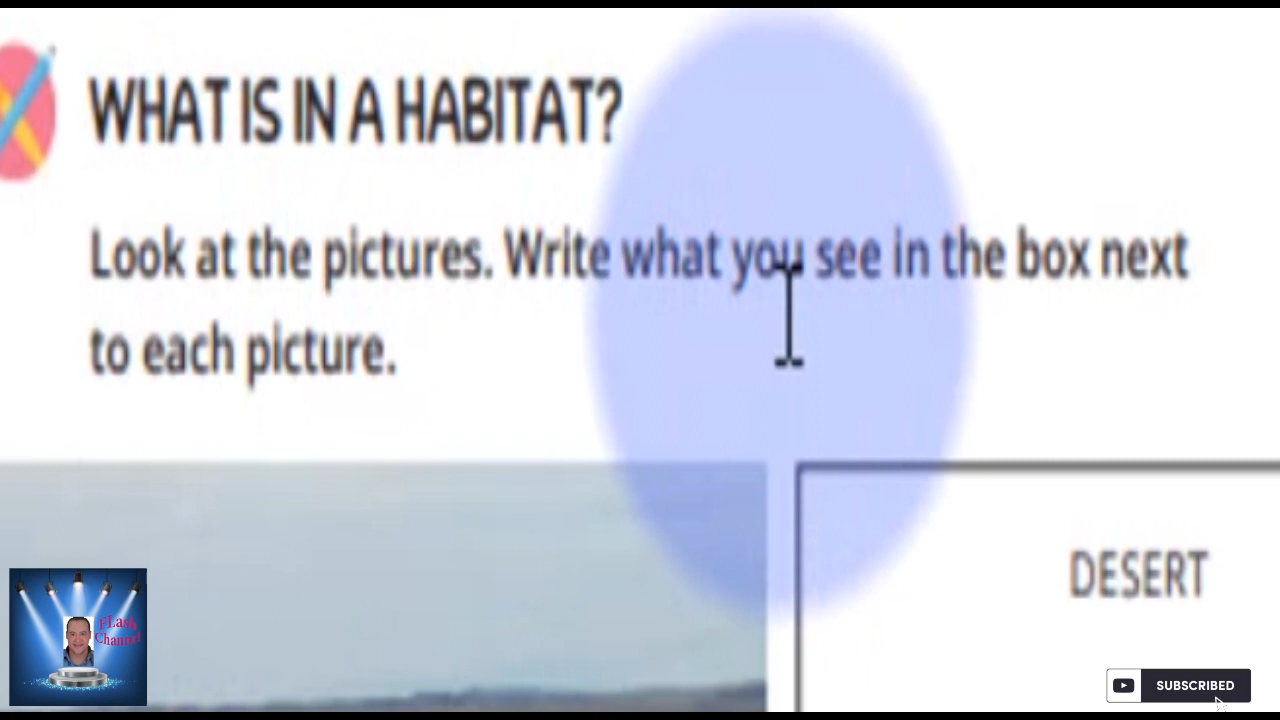 WHAT IS IN A HABITAT?
Look at the pictures. Write what you see in the box next
to each picture.
DESERT
FLash
Channel
SUBSCRIBED